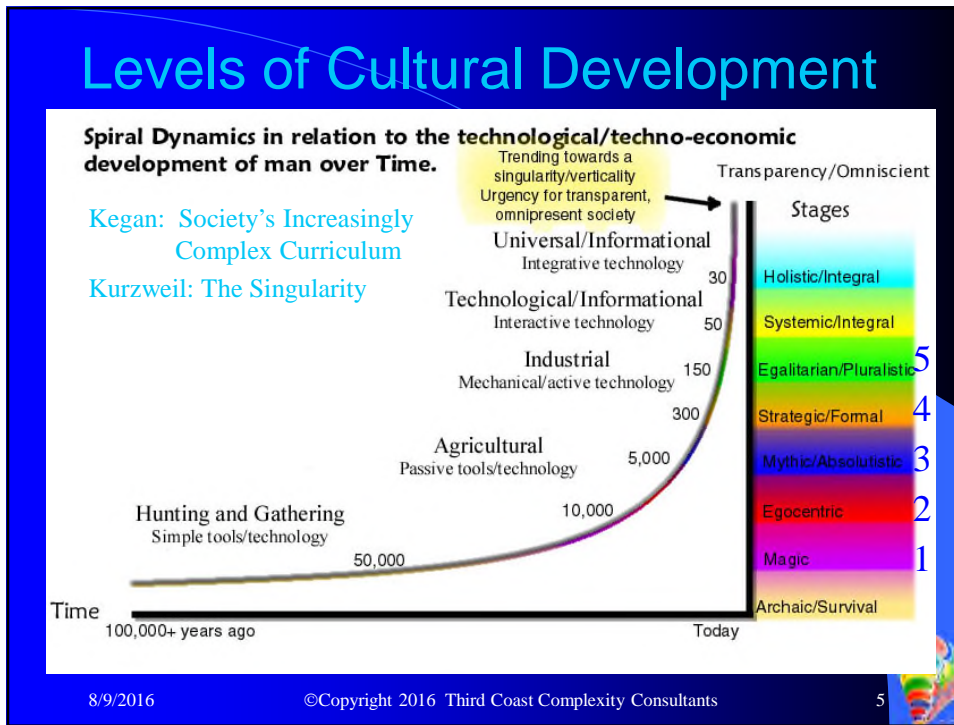 Levels of Cultural Development
Spiral Dynamics in relation to the technological/techno-economic
development of man over Time.
Trending towards a
singularity/verticality
Urgency for transparent,
omnipresent society
Transparency/Omniscient
Stages
Kegan: Society's Increasingly
Complex Curriculum
Kurzweil: The Singularity
Universal/Informational
Integrative technology
30
Holistic/Integral
Technological/Informational
Interactive technology
50
Systemic/Integral
Industrial
Mechanical/active technology
150
Egalitarian/Pluralistic
5
300
Strategic/Formal
4
Agricultural
Passive tools/technology
5,000
Mythic/Absolutistic
3
10,000
Egocentric
2
Hunting and Gathering
Simple tools/technology
50,000
Magic
1
Archaic/Survival
Time
100,000+ years ago
Today
8/9/2016
©Copyright 2016 Third Coast Complexity Consultants
5